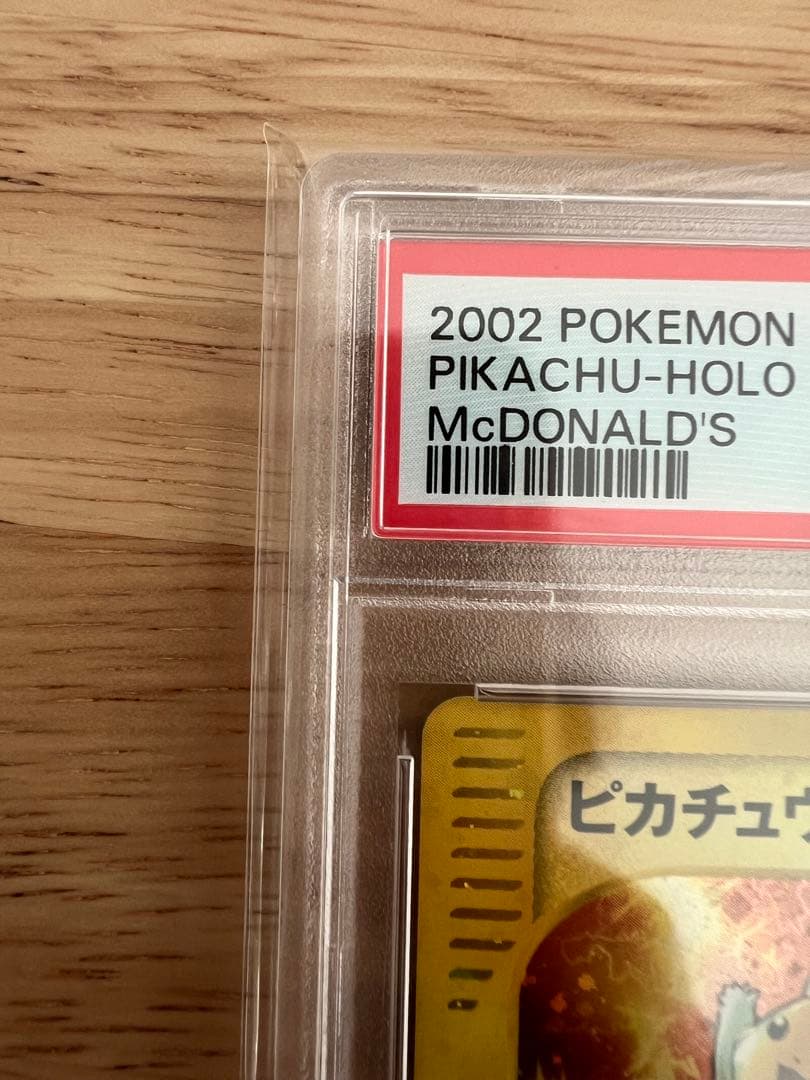 2002 POKEMON
PIKACHU-HOLO
McDONALD'S
ピカチュウ